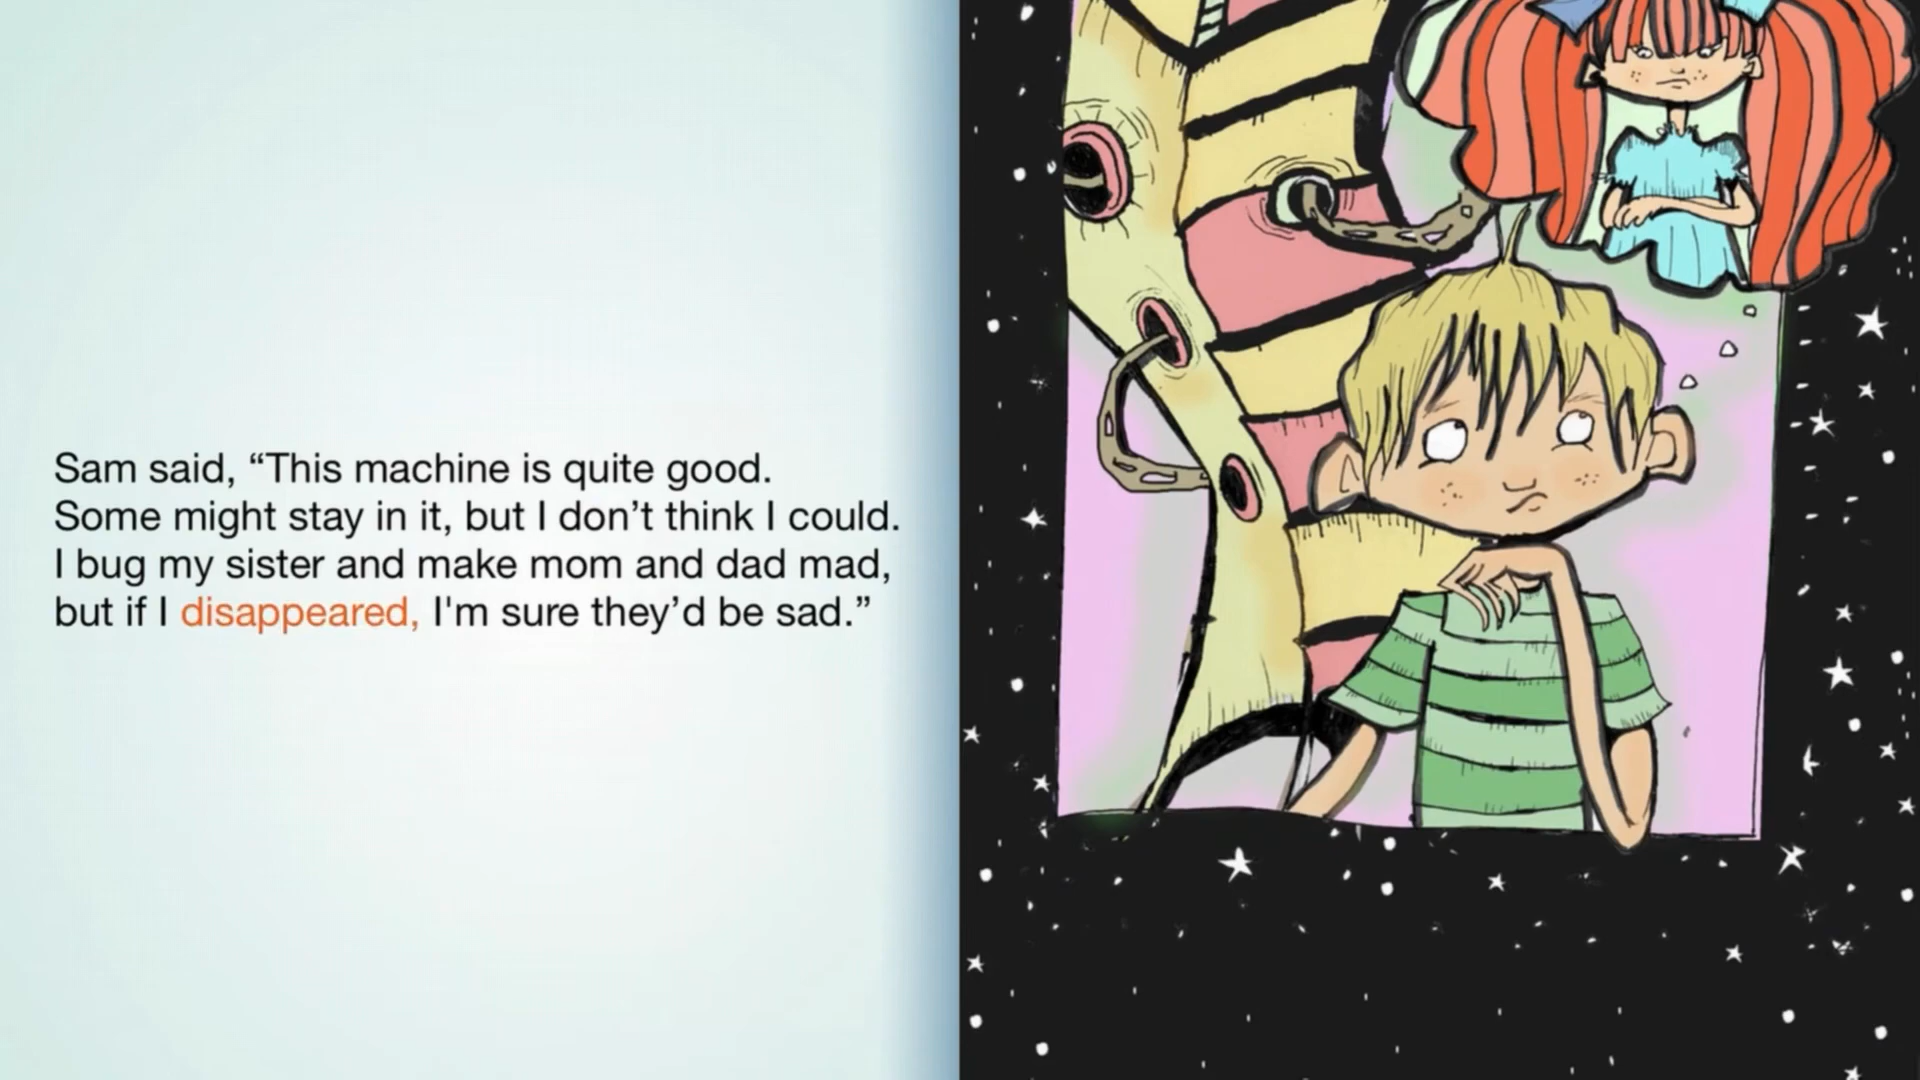 Sam said, “This machine is quite good.
Some might stay in it, but I don’t think I could.
I bug my sister and make mom and dad mad,
but if I disappeared, I'm sure they’d be sad.”